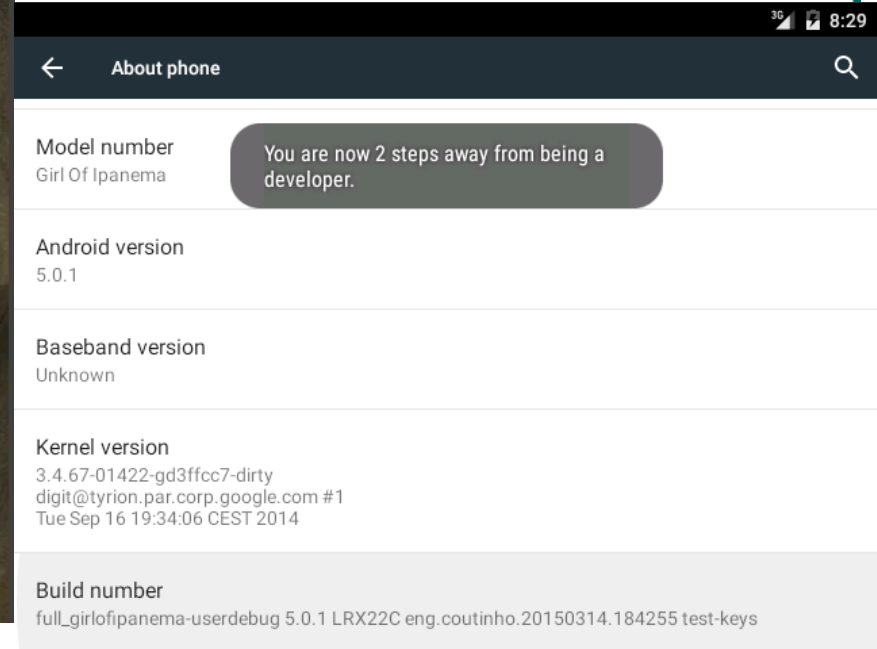 3G 8:29
About phone
Model number
Girl Of Ipanema
You are now 2 steps away from being a
developer.
Android version
5.0.1
Baseband version
Unknown
Kernel version
3.4.67-01422-gd3ffcc7-dirty
digit@tyrion.par.corp.google.com #1
Tue Sep 16 19:34:06 CEST 2014
Build number
full_girlofipanema-userdebug 5.0.1 LRX22C eng.coutinho.20150314.184255 test-keys